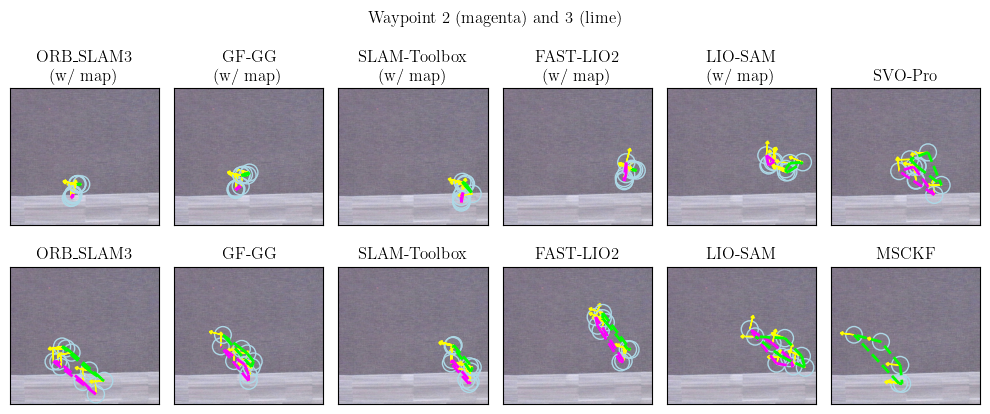 Waypoint 2 (magenta) and 3 (lime)
ORB_SLAM3
(w/ map)
GF-GG
(w/ map)
SLAM-Toolbox
(w/ map)
FAST-LIO2
(w/ map)
LIO-SAM
(w/ map)
SVO-Pro
ORB_SLAM3
GF-GG
SLAM-Toolbox
FAST-LIO2
LIO-SAM
MSCKF